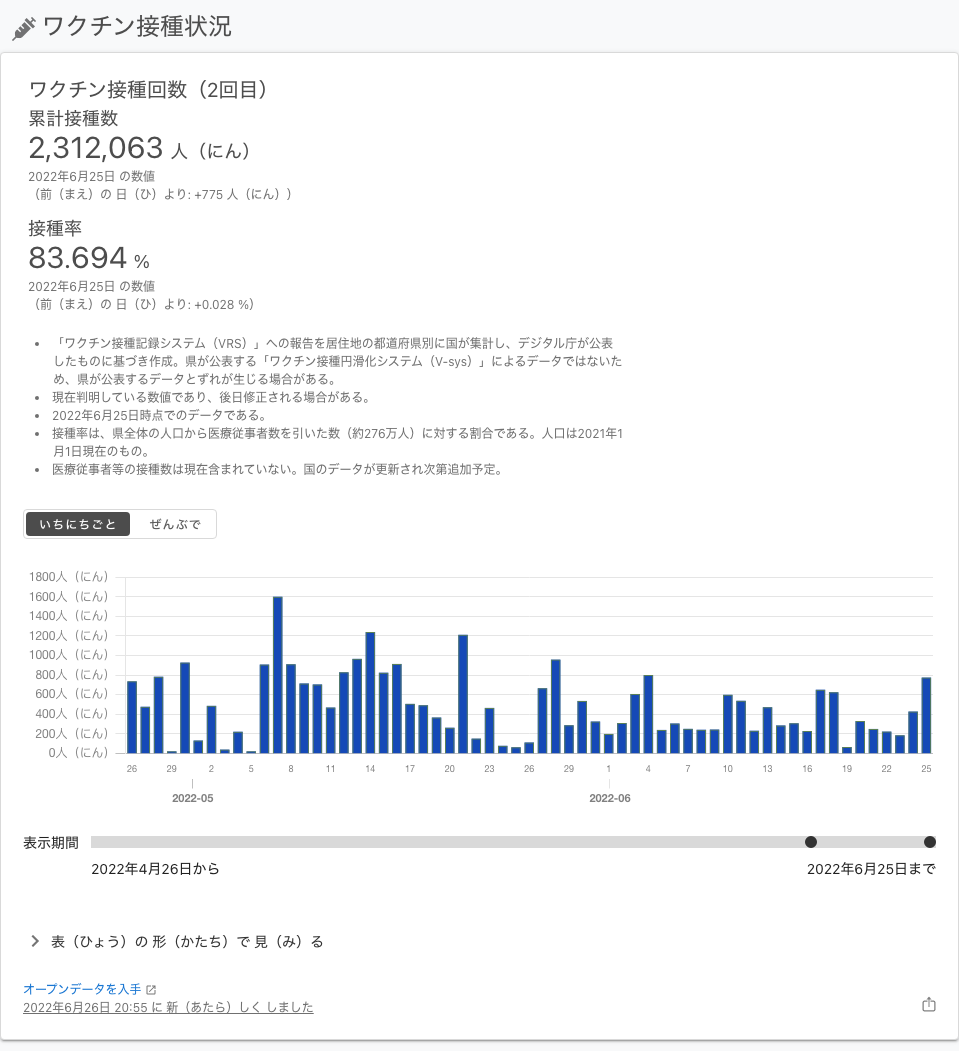 ワクチン接種状況
ワクチン接種回数（2回目）
累計接種数
2,312,063 人（にん）
2022年6月25日 の数値
（前（まえ）の 日（ひ）より: +775 人（にん））
接種率
83.694 %
2022年6月25日 の数値
（前（まえ）の 日（ひ）より: +0.028 %）
• 「ワクチン接種記録システム（VRS）」への報告を居住地の都道府県別に国が集計し、デジタル庁が公表
したものに基づき作成。県が公表する「ワクチン接種円滑化システム（V-sys）」によるデータではないた
め、県が公表するデータとずれが生じる場合がある。
• 現在判明している数値であり、後日修正される場合がある。
• 2022年6月25日時点でのデータである。
• 接種率は、県全体の人口から医療従事者数を引いた数（約276万人）に対する割合である。人口は2021年1
月1日現在のもの。
• 医療従事者等の接種数は現在含まれていない。国のデータが更新され次第追加予定。
いちにちごと ぜんぶで
1800人（にん）
1600人（にん）
1400人（にん）
1200人（にん）
1000人（にん）
800人（にん）
600人（にん）
400人（にん）
200人（にん）
0人（にん）
26 29 2 5 8 11 14 17 20 23 26 29 1 4 7 10 13 16 19 22 25
2022-05 2022-06
表示期間
2022年4月26日から 2022年6月25日まで
表（ひょう）の 形（かたち）で 見（み）る
オープンデータを入手
2022年6月26日 20:55 に 新（あたら）しく しました